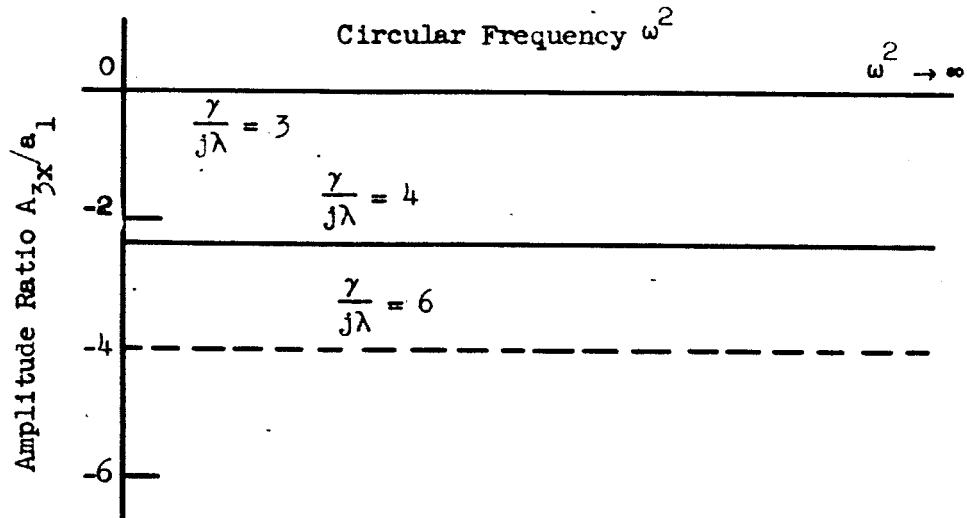 Circular Frequency ω²
0
ω² → ∞
γ/jλ = 3
γ/jλ = 4
-2
γ/jλ = 6
-4
-6
Amplitude Ratio A₃ₓ/a₁